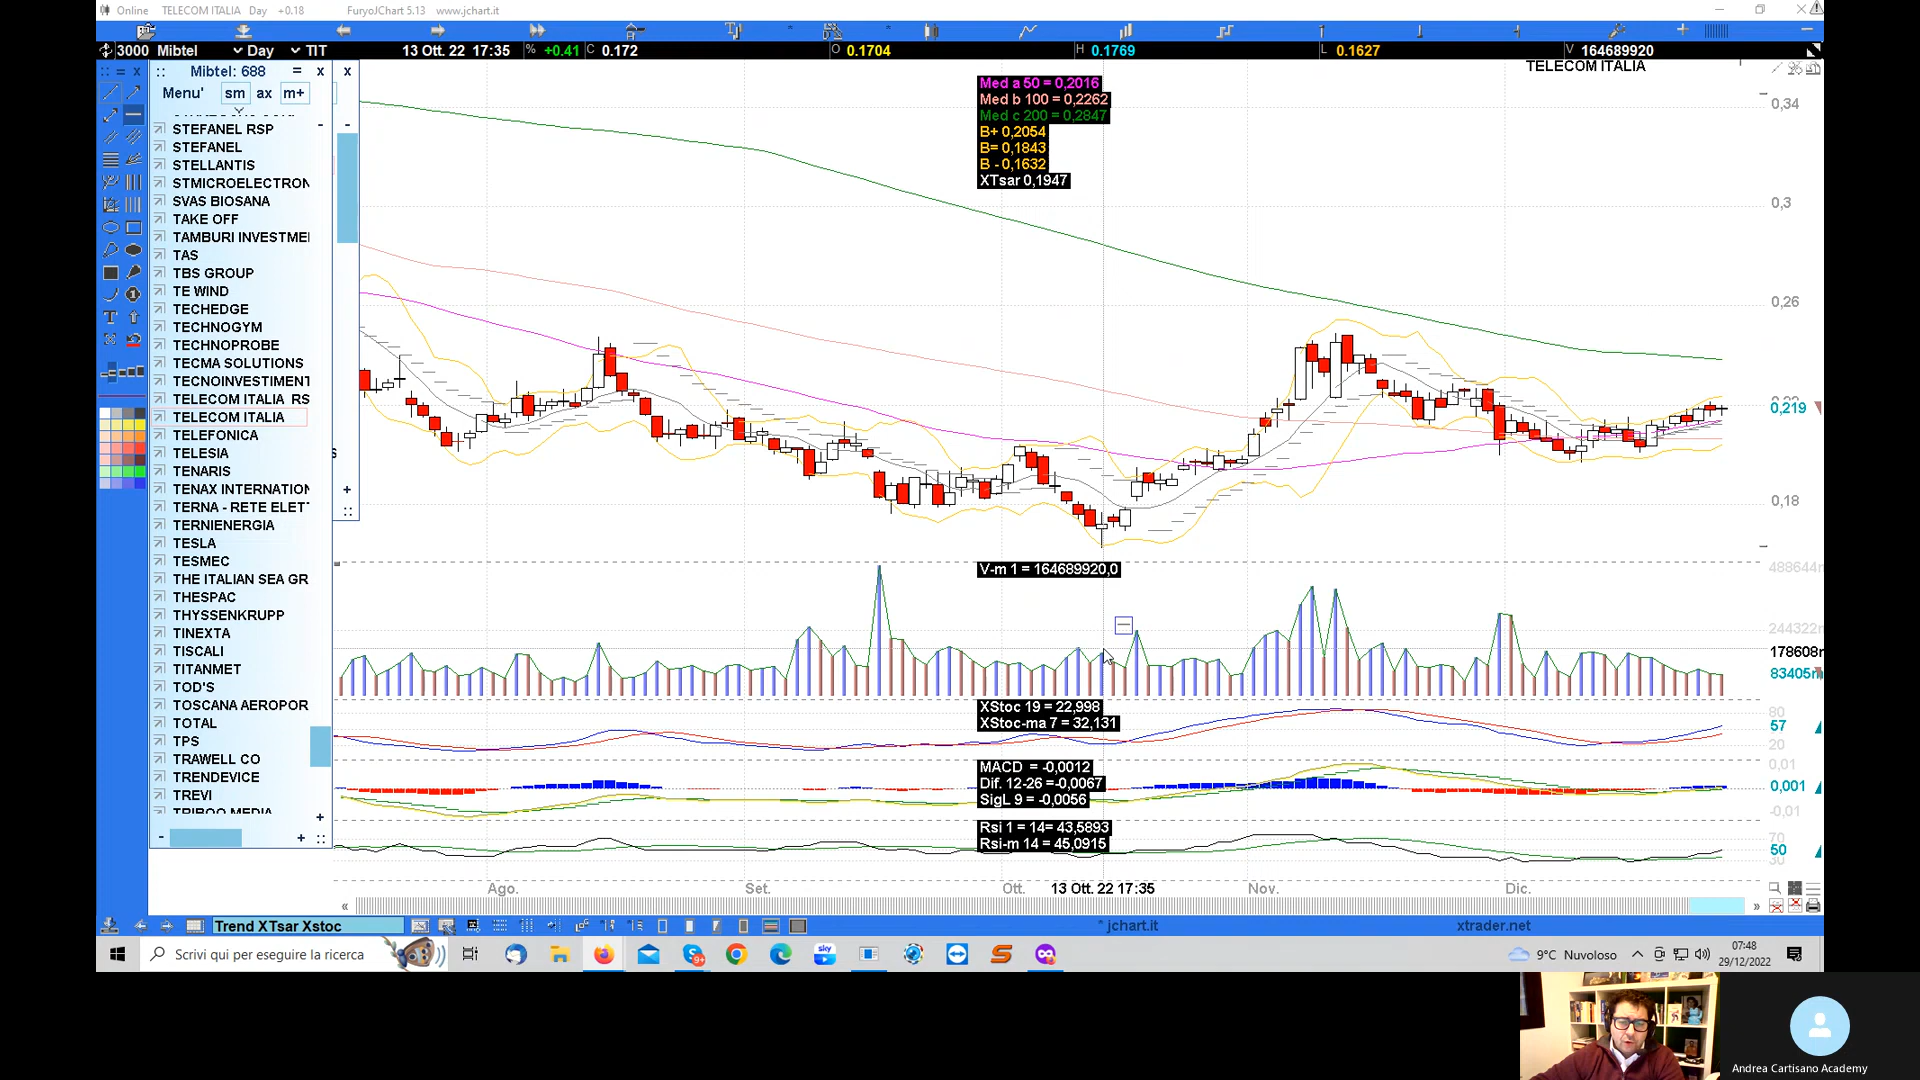 Online TELECOM ITALIA Day +0.18 FuryoJChart 5.13 www.jchart.it
3000 Mibtel Day TIT 13 Ott. 22 17:35 % +0.41 C 0.172 O 0.1704 H 0.1769 L 0.1627 V 164689920
TELECOM ITALIA
Mibtel: 688 = x x
Menu' sm ax m+
STEFANEL RSP
STEFANEL
STELLANTIS
STMICROELECTRON
SVAS BIOSANA
TAKE OFF
TAMBURI INVESTME
TAS
TBS GROUP
TE WIND
TECHEDGE
TECHNOGYM
TECHNOPROBE
TECMA SOLUTIONS
TECNOINVESTIMENT
TELECOM ITALIA RS
TELECOM ITALIA
TELEFONICA
TELESIA
TENARIS
TENAX INTERNATION
TERNA - RETE ELET
TERNIENERGIA
TESLA
TESMEC
THE ITALIAN SEA GR
THESPAC
THYSSENKRUPP
TINEXTA
TISCALI
TITANMET
TOD'S
TOSCANA AEROPOR
TOTAL
TPS
TRAWELL CO
TRENDEVICE
TREVI
TRIBOO MEDIA
Med a 50 = 0,2016
Med b 100 = 0,2262
Med c 200 = 0,2847
B+ 0,2054
B= 0,1843
B - 0,1632
XTsar 0,1947
0,34
0,3
0,26
0,22
0,219
0,18
V-m 1 = 164689920,0
488644
244322
178608
83405
XStoc 19 = 22,998
XStoc-ma 7 = 32,131
80
57
20
MACD = -0,0012
Dif. 12-26 = -0,0067
SigL 9 = -0,0056
0,01
0,001
-0,01
Rsi 1 = 14= 43,5893
Rsi-m 14 = 45,0915
70
50
30
Ago. Set. Ott. 13 Ott. 22 17:35 Nov. Dic.
Trend XTsar Xstoc * jchart.it xtrader.net
Scrivi qui per eseguire la ricerca
sky
9°C Nuvoloso
07:48
29/12/2022
Andrea Cartisano Academy